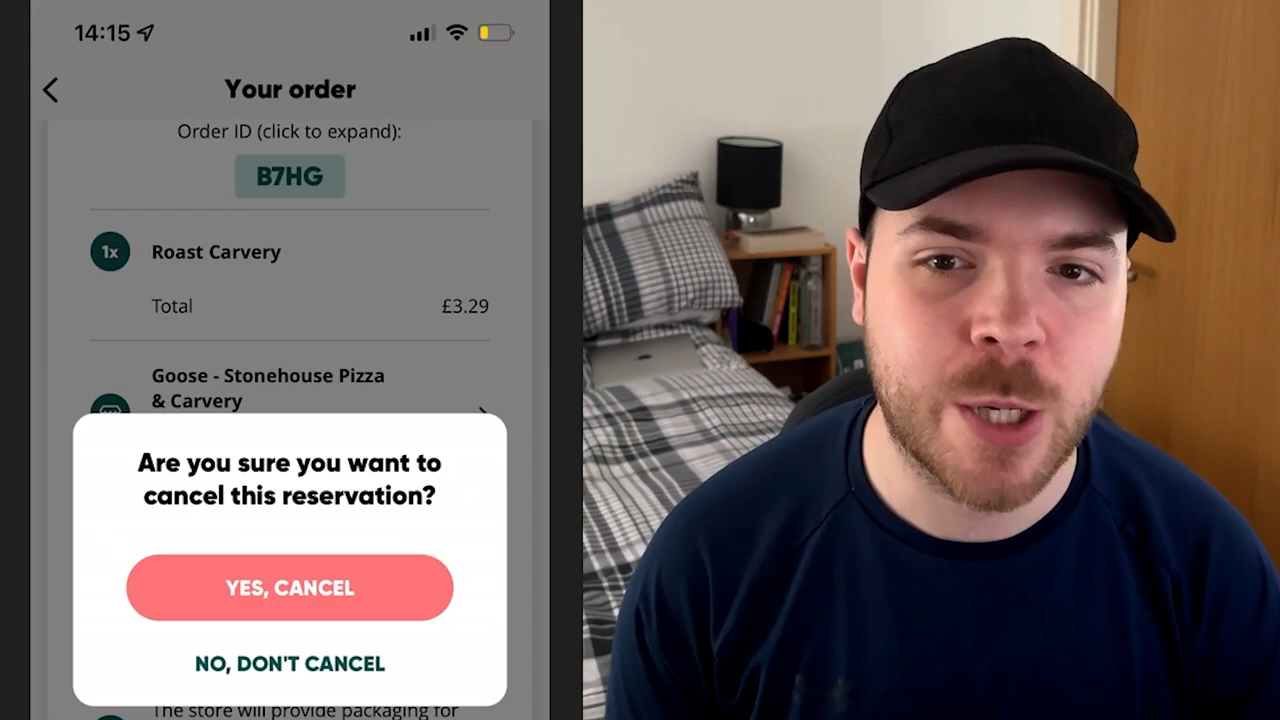 14:15
Your order
Order ID (click to expand):
B7HG
1x Roast Carvery
Total £3.29
Goose - Stonehouse Pizza
& Carvery
Are you sure you want to
cancel this reservation?
YES, CANCEL
NO, DON'T CANCEL
The store will provide packaging for